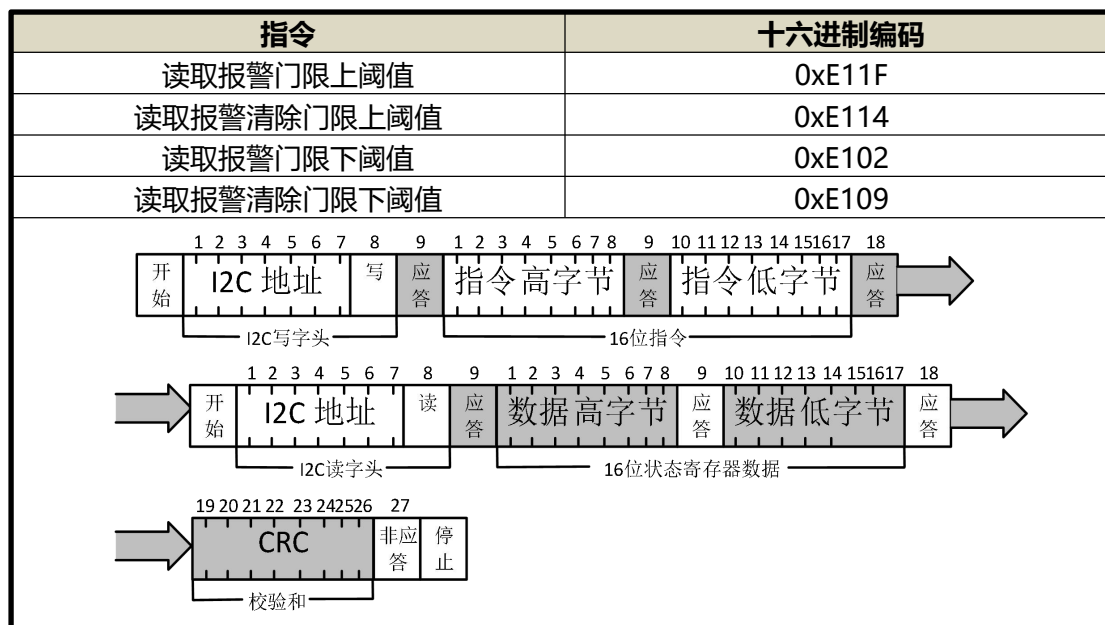 指令 十六进制编码
读取报警门限上阈值 0xE11F
读取报警清除门限上阈值 0xE114
读取报警门限下阈值 0xE102
读取报警清除门限下阈值 0xE109
1 2 3 4 5 6 7 8 9 1 2 3 4 5 6 7 8 9 10 11 12 13 14 15 16 17 18
开始 I2C 地址 写 应答 指令高字节 应答 指令低字节 应答
I2C写字头 16位指令
1 2 3 4 5 6 7 8 9 1 2 3 4 5 6 7 8 9 10 11 12 13 14 15 16 17 18
开始 I2C 地址 读 应答 数据高字节 应答 数据低字节 应答
I2C读字头 16位状态寄存器数据
19 20 21 22 23 24 25 26 27
CRC 非应答 停止
校验和